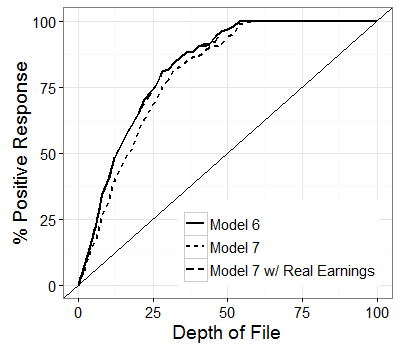 % Positive Response
100
75
50
25
0
Model 6
Model 7
Model 7 w/ Real Earnings
0
25
50
75
100
Depth of File